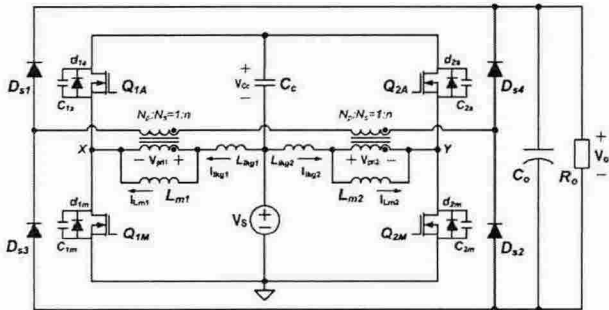 d1a
Ds1
Q1A
C1a
+
VCc
-
Cc
d2a
Q2A
C2a
Ds4
Np:Ns=1:n
Np:Ns=1:n
X
- Vpri1 +
Llkg1
Llkg2
+ Vpri2 -
Y
ilkg1
ilkg2
iLm1
Lm1
Lm2
iLm2
d1m
Q1M
C1m
Ds3
VS
+
-
d2m
Q2M
C2m
Ds2
Co
Ro
+
Vo
-